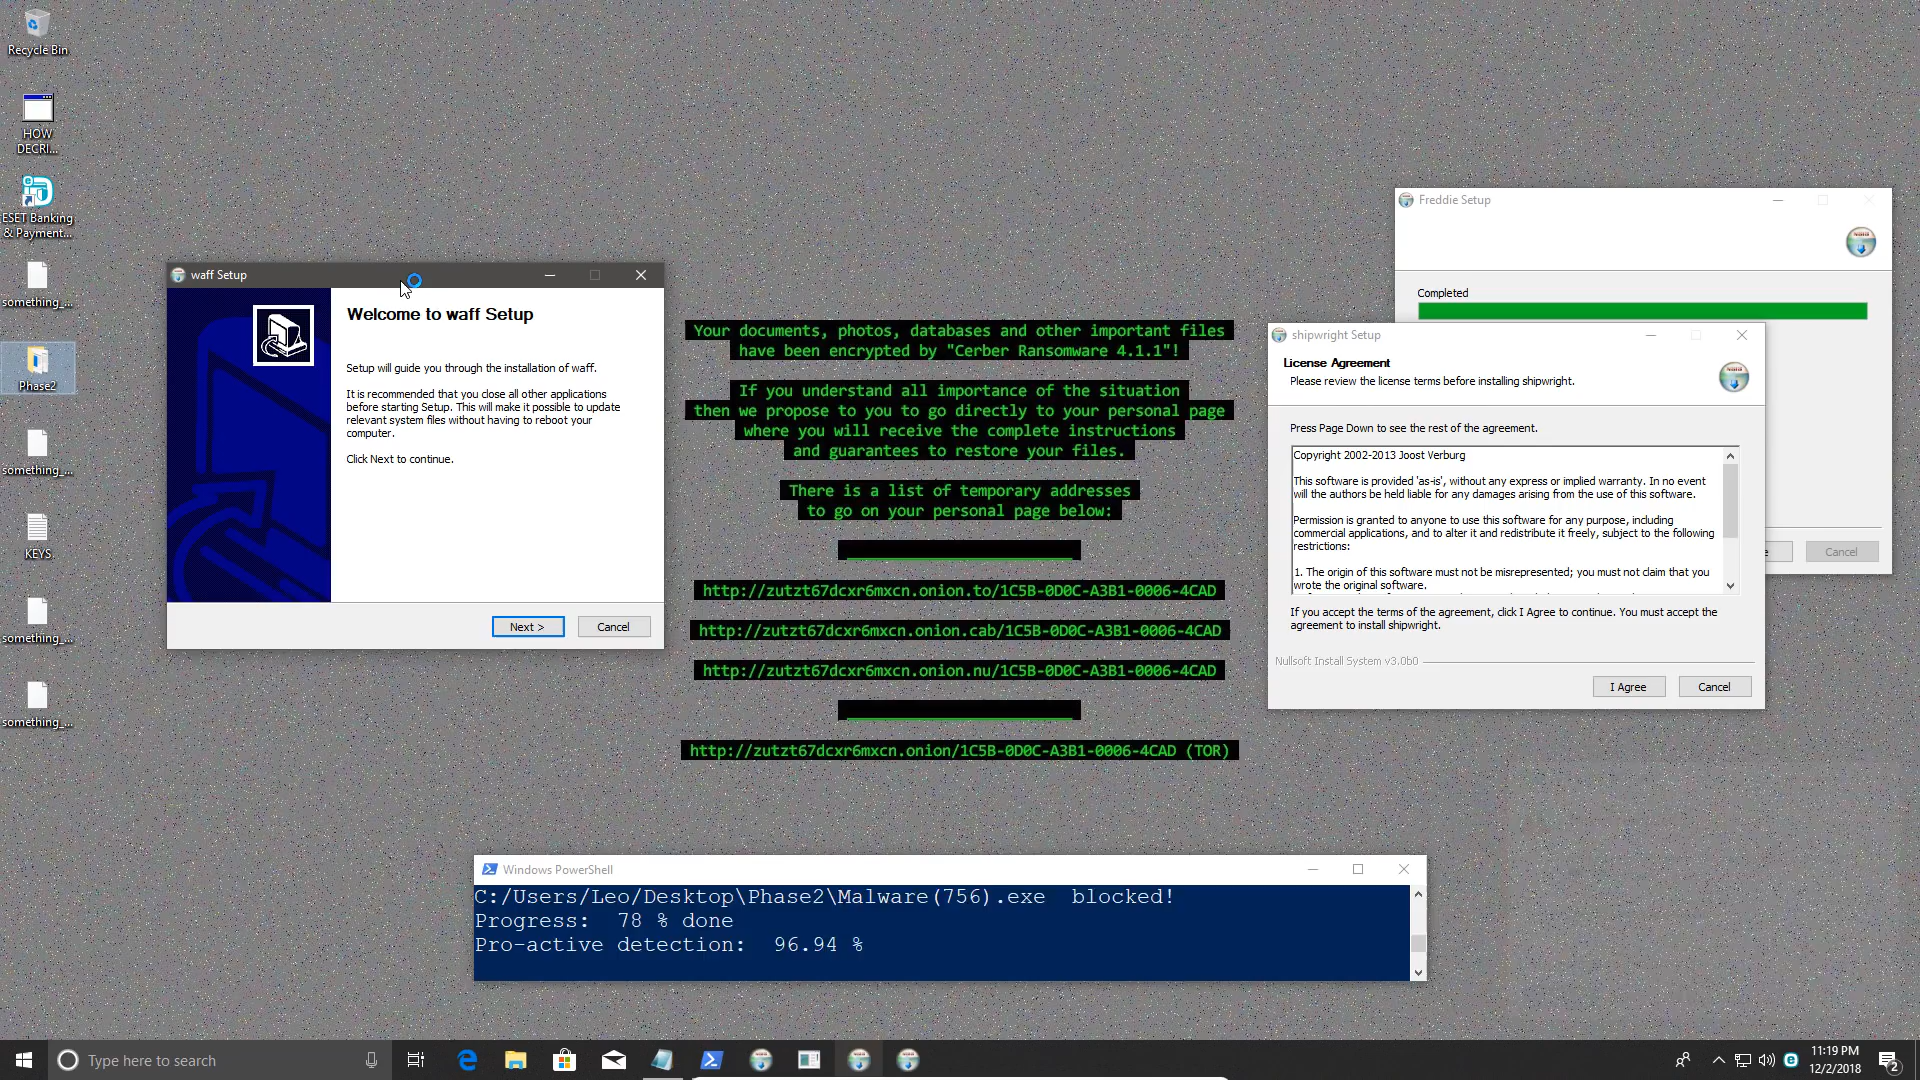 Recycle Bin
HOW
DECRI...
ESET Banking
& Payment...
something_...
Phase2
something_...
KEYS
something_...
something_...
waff Setup
Welcome to waff Setup
Setup will guide you through the installation of waff.
It is recommended that you close all other applications
before starting Setup. This will make it possible to update
relevant system files without having to reboot your
computer.
Click Next to continue.
Next >
Cancel
Your documents, photos, databases and other important files
have been encrypted by "Cerber Ransomware 4.1.1"!
If you understand all importance of the situation
then we propose to you to go directly to your personal page
where you will receive the complete instructions
and guarantees to restore your files.
There is a list of temporary addresses
to go on your personal page below:
http://zutzt67dcxr6mxcn.onion.to/1C5B-0D0C-A3B1-0006-4CAD
http://zutzt67dcxr6mxcn.onion.cab/1C5B-0D0C-A3B1-0006-4CAD
http://zutzt67dcxr6mxcn.onion.nu/1C5B-0D0C-A3B1-0006-4CAD
http://zutzt67dcxr6mxcn.onion/1C5B-0D0C-A3B1-0006-4CAD (TOR)
Freddie Setup
Completed
Cancel
shipwright Setup
License Agreement
Please review the license terms before installing shipwright.
Press Page Down to see the rest of the agreement.
Copyright 2002-2013 Joost Verburg
This software is provided 'as-is', without any express or implied warranty. In no event
will the authors be held liable for any damages arising from the use of this software.
Permission is granted to anyone to use this software for any purpose, including
commercial applications, and to alter it and redistribute it freely, subject to the following
restrictions:
1. The origin of this software must not be misrepresented; you must not claim that you
wrote the original software.
If you accept the terms of the agreement, click I Agree to continue. You must accept the
agreement to install shipwright.
Nullsoft Install System v3.0b0
I Agree
Cancel
Windows PowerShell
C:/Users/Leo/Desktop\Phase2\Malware(756).exe  blocked!
Progress:  78 % done
Pro-active detection:  96.94 %
Type here to search
11:19 PM
12/2/2018
2